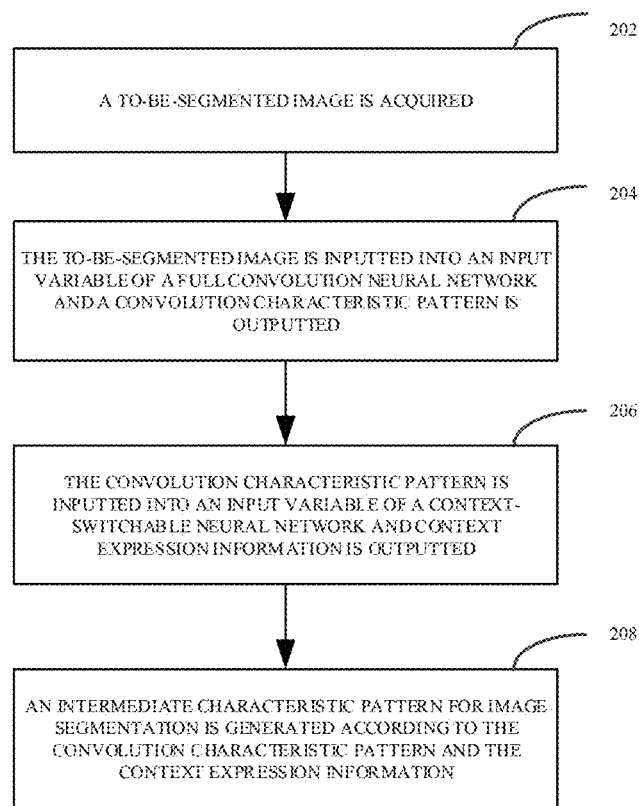 202
A TO-BE-SEGMENTED IMAGE IS ACQUIRED
204
THE TO-BE-SEGMENTED IMAGE IS INPUTTED INTO AN INPUT
VARIABLE OF A FULL CONVOLUTION NEURAL NETWORK
AND A CONVOLUTION CHARACTERISTIC PATTERN IS
OUTPUTTED
206
THE CONVOLUTION CHARACTERISTIC PATTERN IS
INPUTTED INTO AN INPUT VARIABLE OF A CONTEXT-
SWITCHABLE NEURAL NETWORK AND CONTEXT
EXPRESSION INFORMATION IS OUTPUTTED
208
AN INTERMEDIATE CHARACTERISTIC PATTERN FOR IMAGE
SEGMENTATION IS GENERATED ACCORDING TO THE
CONVOLUTION CHARACTERISTIC PATTERN AND THE
CONTEXT EXPRESSION INFORMATION